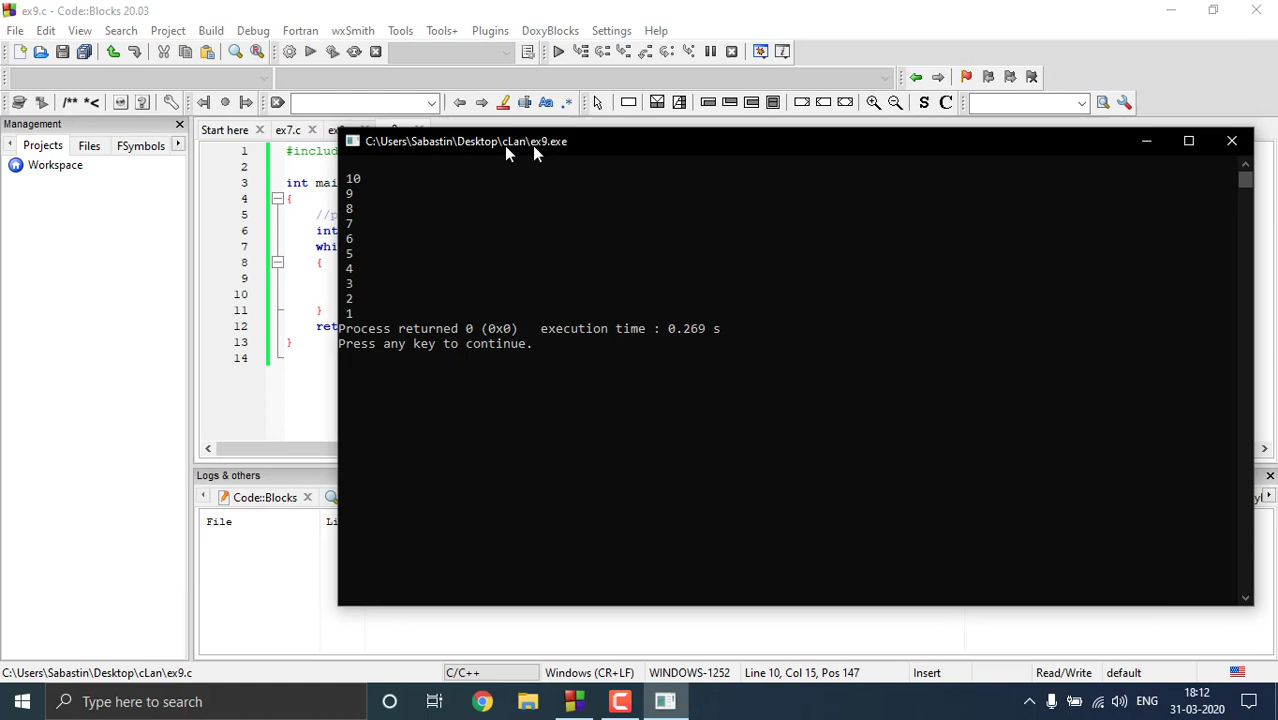 ex9.c - Code::Blocks 20.03
File Edit View Search Project Build Debug Fortran wxSmith Tools Tools+ Plugins DoxyBlocks Settings Help
/** *<
S C
Management
Projects Files FSymbols
Workspace
Start here ex7.c
C:\Users\Sabastin\Desktop\cLan\ex9.exe
1 #includ
2
3 int mai
4 {
5 //p
6 int
7 whi
8 {
9
10
11 }
12 ret
13 }
14
10
9
8
7
6
5
4
3
2
1
Process returned 0 (0x0) execution time : 0.269 s
Press any key to continue.
Logs & others
Code::Blocks
File Li
C:\Users\Sabastin\Desktop\cLan\ex9.c C/C++ Windows (CR+LF) WINDOWS-1252 Line 10, Col 15, Pos 147 Insert Read/Write default
Type here to search
ENG
18:12
31-03-2020